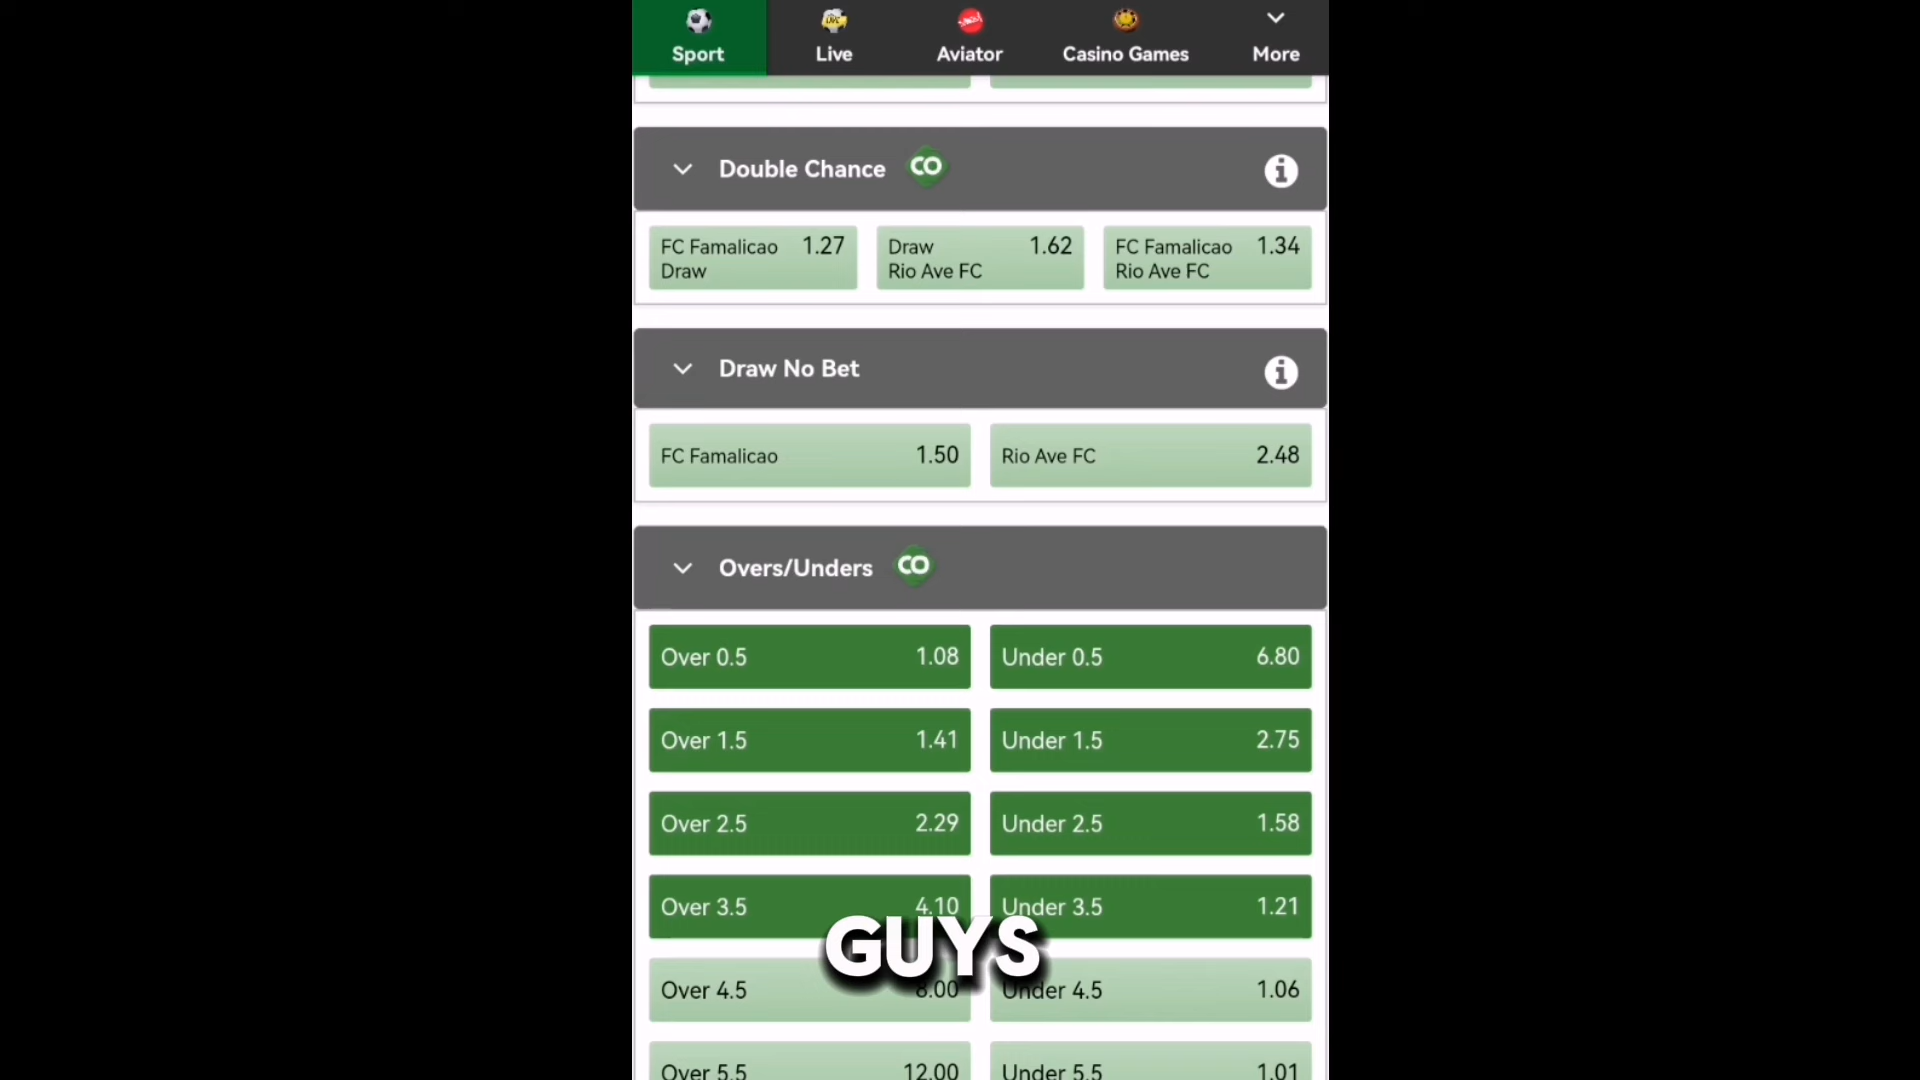 Sport
Live
Aviator
Casino Games
More
Double Chance CO
FC Famalicao 1.27
Draw
Draw 1.62
Rio Ave FC
FC Famalicao 1.34
Rio Ave FC
Draw No Bet
FC Famalicao 1.50
Rio Ave FC 2.48
Overs/Unders CO
Over 0.5 1.08
Under 0.5 6.80
Over 1.5 1.41
Under 1.5 2.75
Over 2.5 2.29
Under 2.5 1.58
Over 3.5 4.10
Under 3.5 1.21
GUYS
Over 4.5 8.00
Under 4.5 1.06
Over 5.5 12.00
Under 5.5 1.01